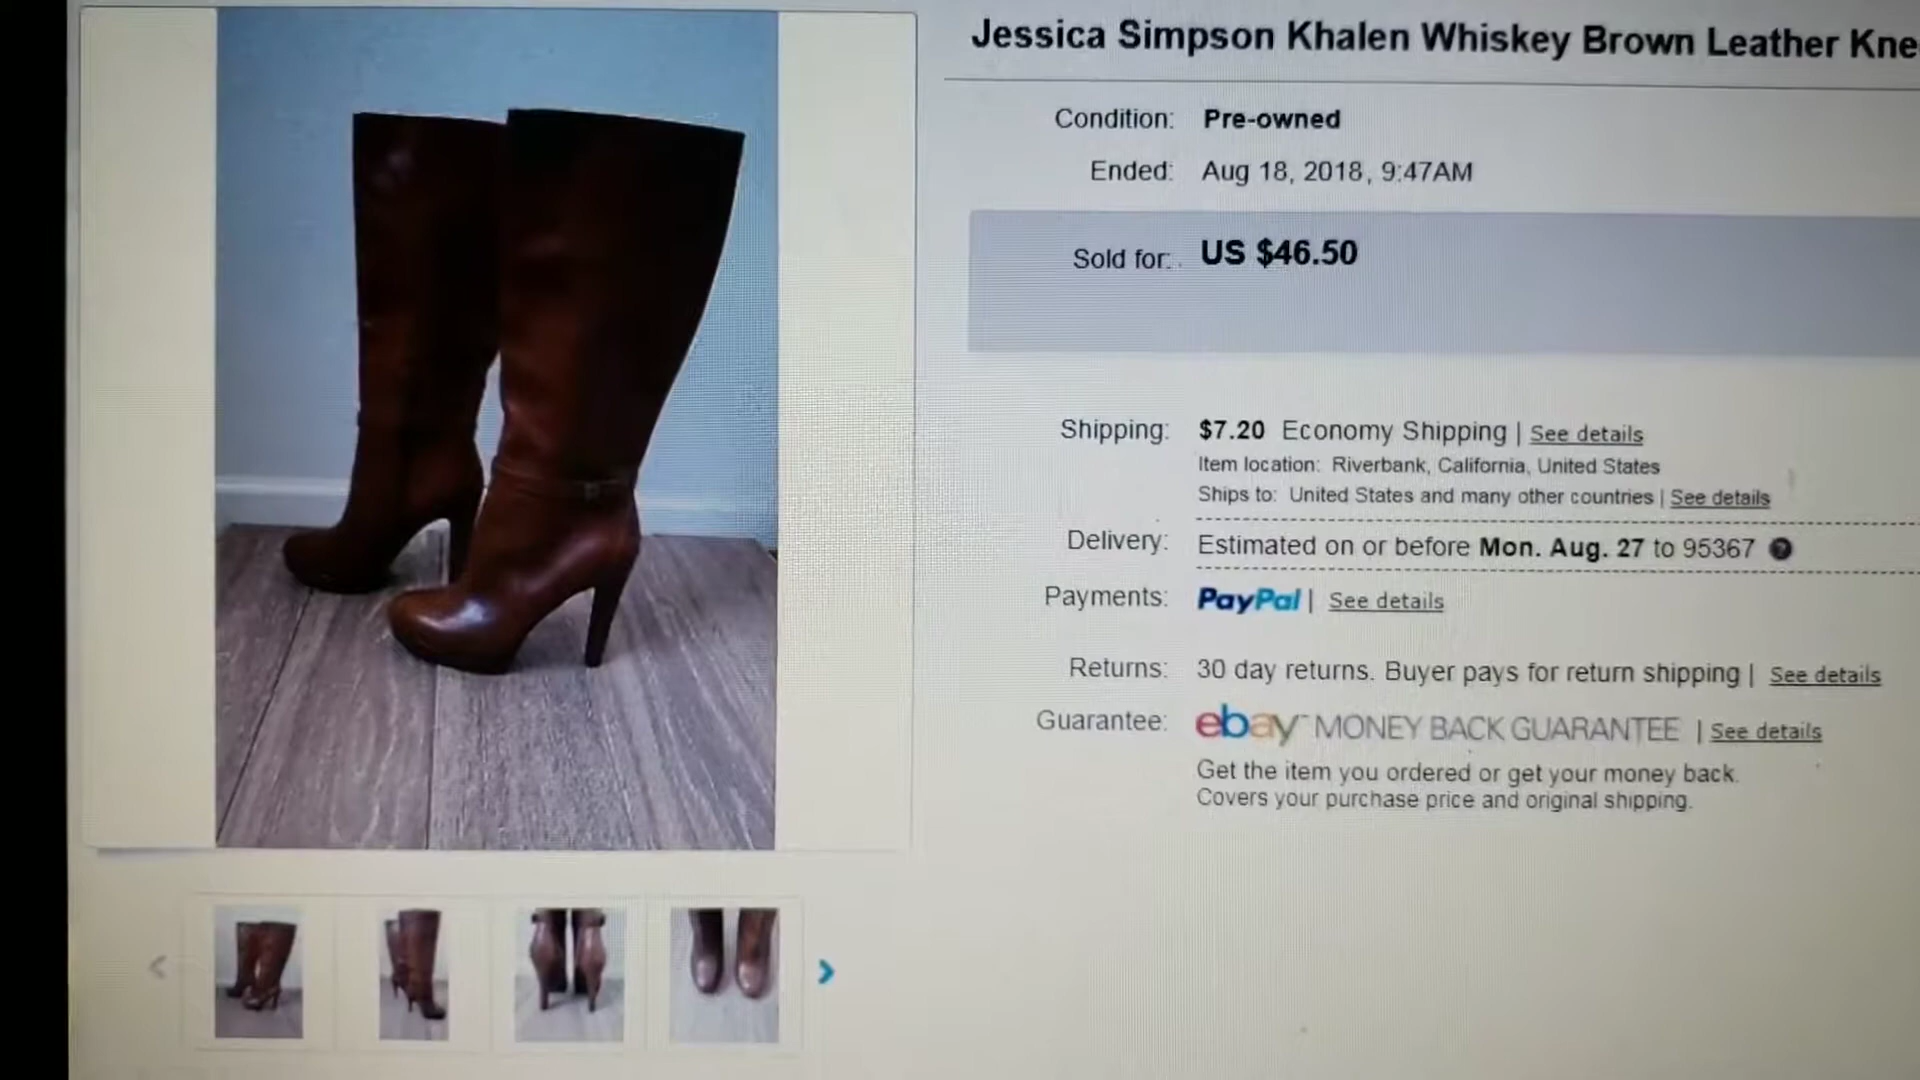 Jessica Simpson Khalen Whiskey Brown Leather Kne
Condition: Pre-owned
Ended: Aug 18, 2018, 9:47AM
Sold for: US $46.50
Shipping: $7.20 Economy Shipping | See details
Item location: Riverbank, California, United States
Ships to: United States and many other countries | See details
Delivery: Estimated on or before Mon. Aug. 27 to 95367 ?
Payments: PayPal | See details
Returns: 30 day returns. Buyer pays for return shipping | See details
Guarantee: ebay MONEY BACK GUARANTEE | See details
Get the item you ordered or get your money back.
Covers your purchase price and original shipping.